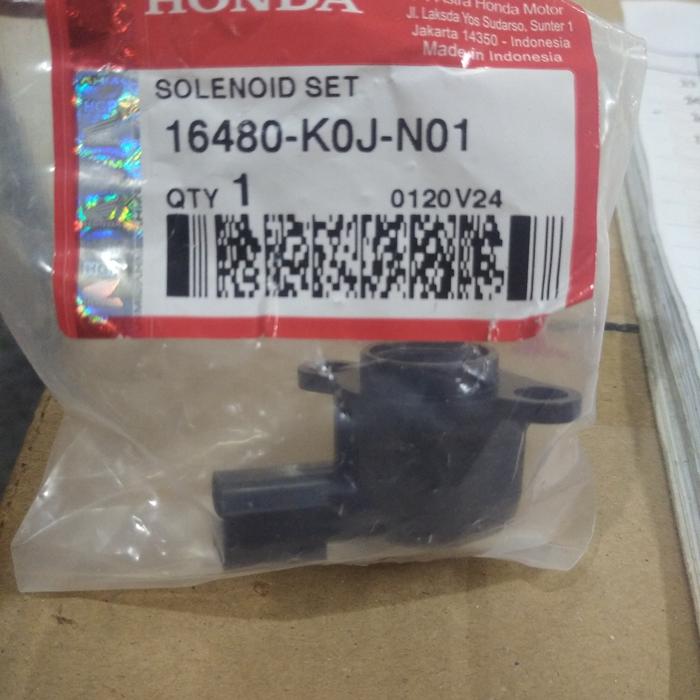 HONDA
Astra Honda Motor
Jl. Laksda Yos Sudarso, Sunter 1
Jakarta 14350 - Indonesia
Made in Indonesia
SOLENOID SET
16480-K0J-N01
QTY 1 0120V24